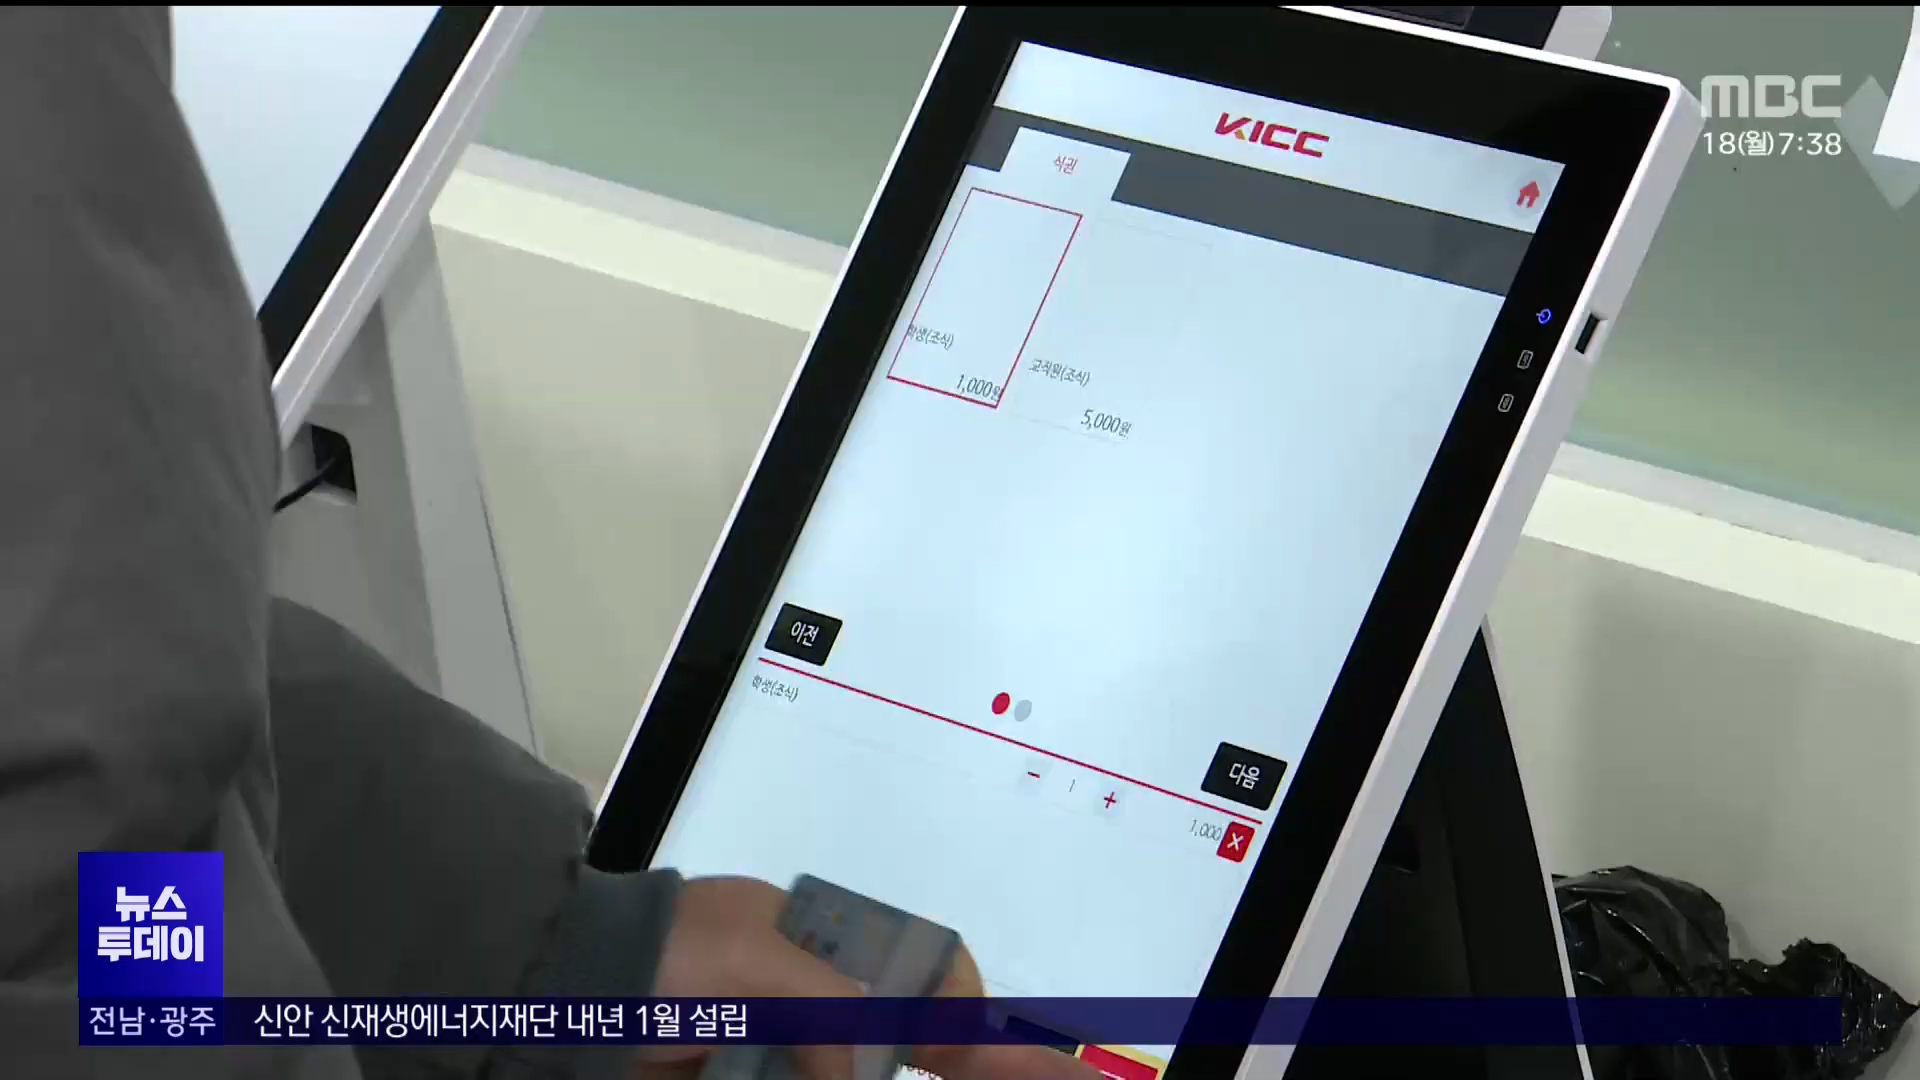 MBC
18(월) 7:38
KICC
식권
학생(조식)
1,000원
교직원(조식)
5,000원
이전
학생(조식)
- 1 +
다음
1,000 X
뉴스
투데이
전남·광주 신안 신재생에너지재단 내년 1월 설립